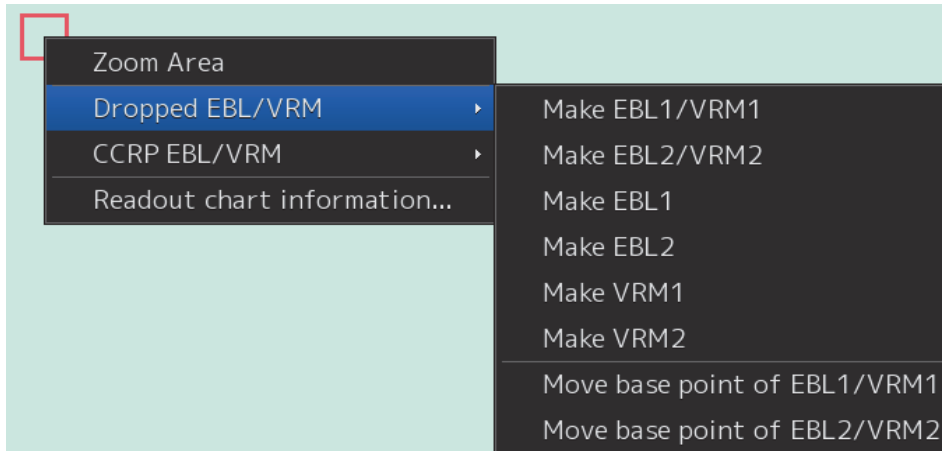 Zoom Area
Dropped EBL/VRM
CCRP EBL/VRM
Readout chart information...
Make EBL1/VRM1
Make EBL2/VRM2
Make EBL1
Make EBL2
Make VRM1
Make VRM2
Move base point of EBL1/VRM1
Move base point of EBL2/VRM2